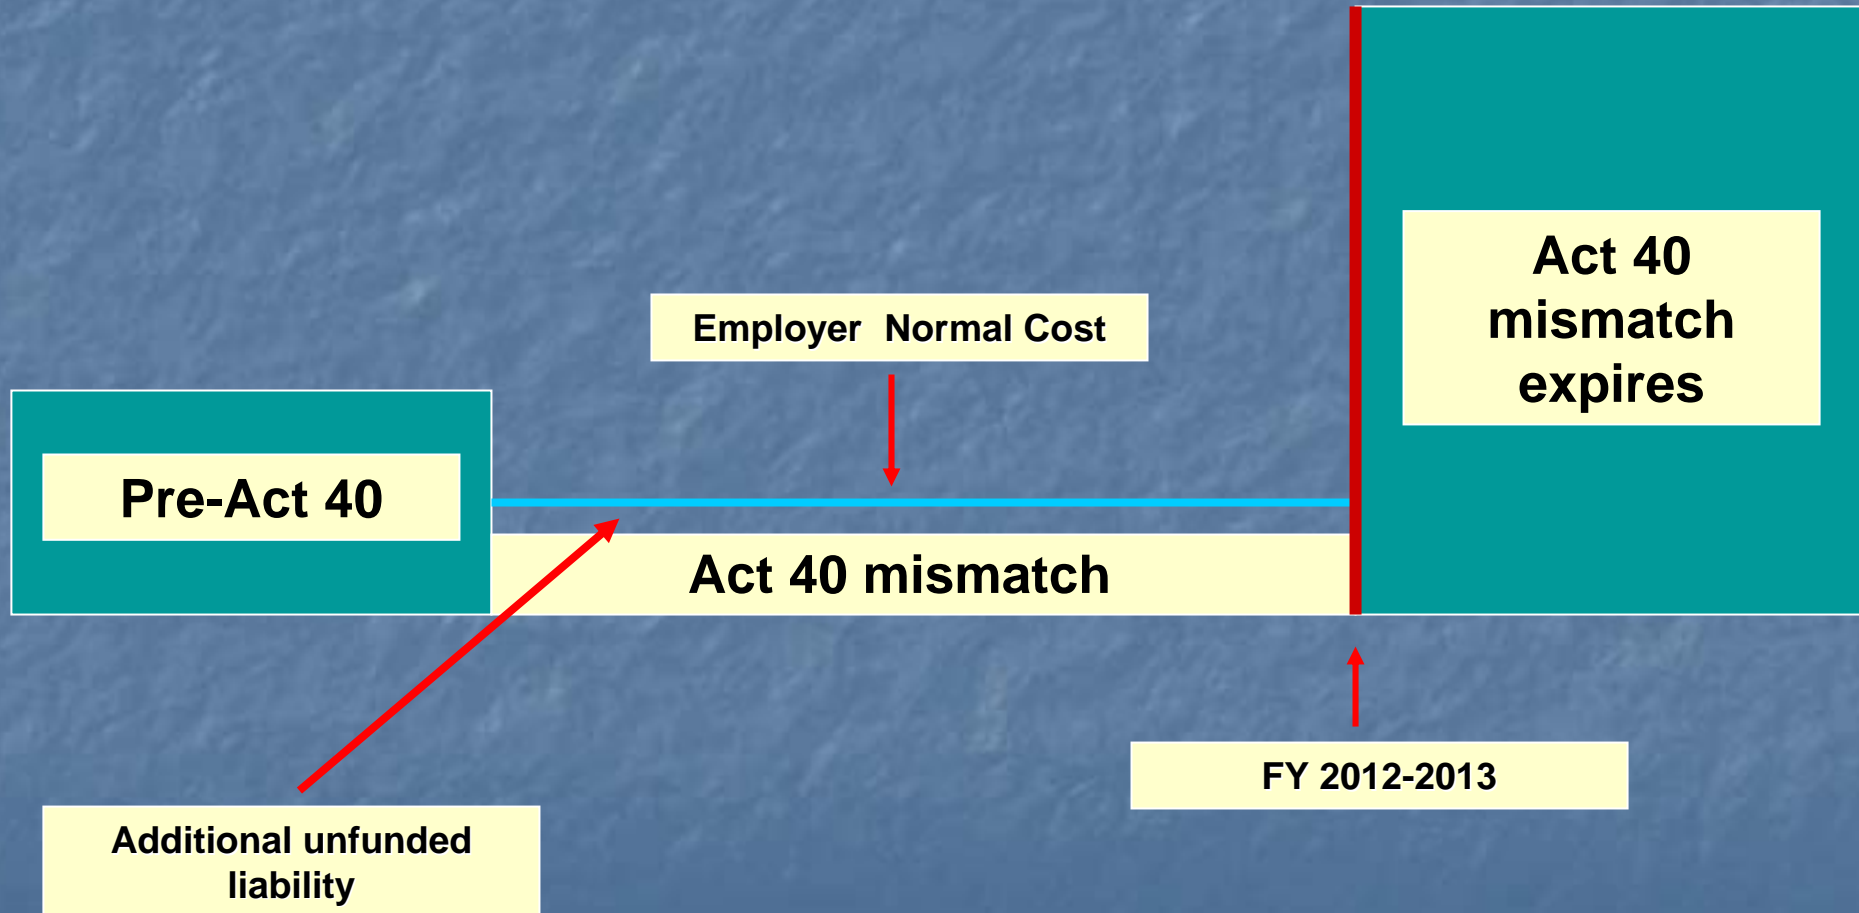 Act 40
mismatch
expires
Employer Normal Cost
Pre-Act 40
Act 40 mismatch
FY 2012-2013
Additional unfunded
liability